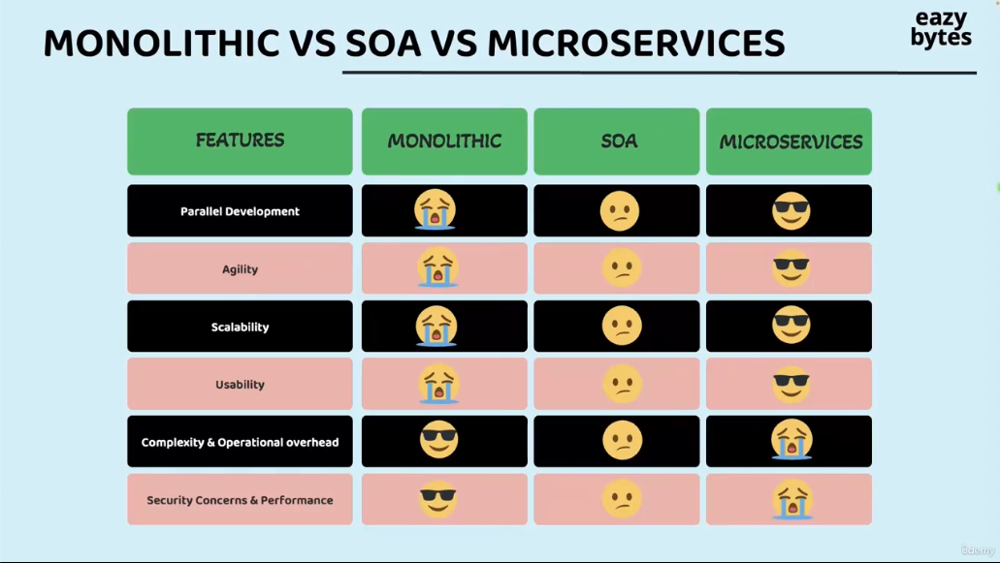 MONOLITHIC VS SOA VS MICROSERVICES
eazy
bytes
FEATURES
MONOLITHIC
SOA
MICROSERVICES
Parallel Development
Agility
Scalability
Usability
Complexity & Operational overhead
Security Concerns & Performance
ûdemy